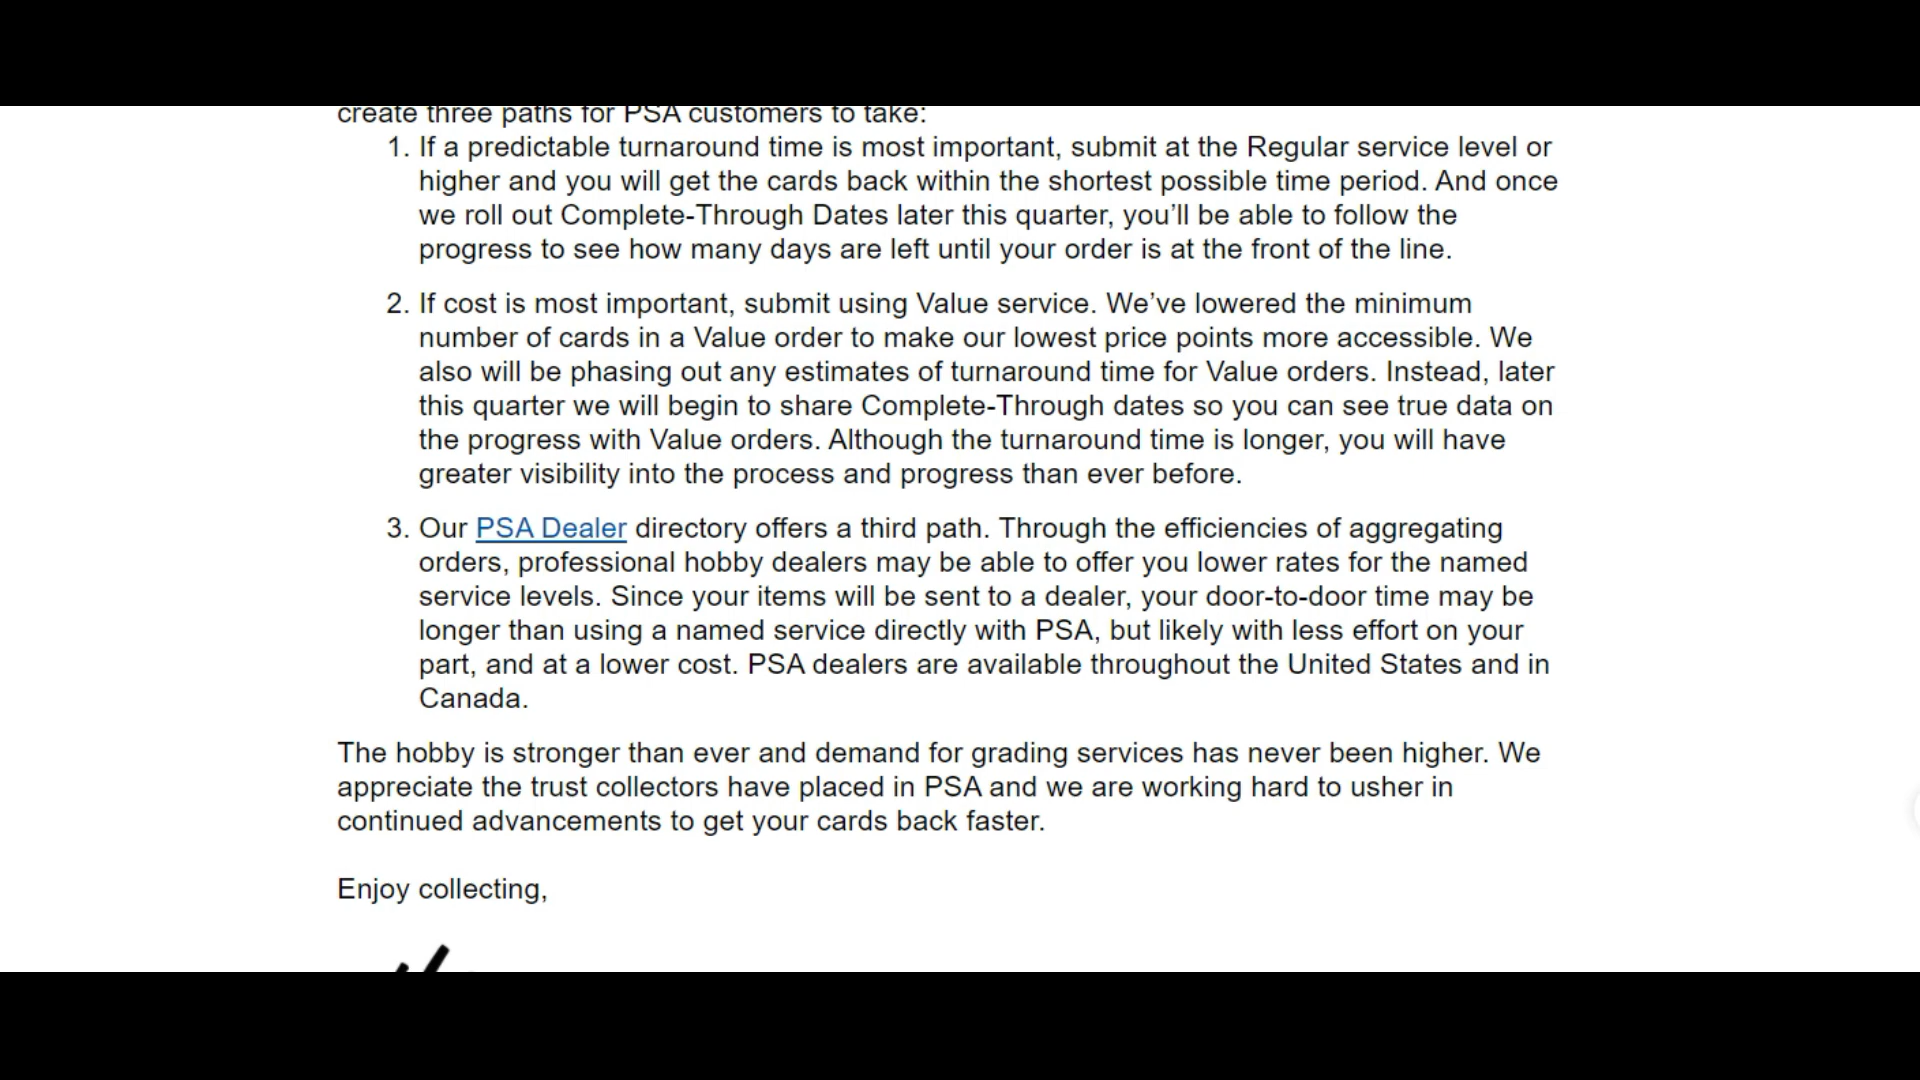 create three paths for PSA customers to take:
1. If a predictable turnaround time is most important, submit at the Regular service level or
higher and you will get the cards back within the shortest possible time period. And once
we roll out Complete-Through Dates later this quarter, you’ll be able to follow the
progress to see how many days are left until your order is at the front of the line.
2. If cost is most important, submit using Value service. We’ve lowered the minimum
number of cards in a Value order to make our lowest price points more accessible. We
also will be phasing out any estimates of turnaround time for Value orders. Instead, later
this quarter we will begin to share Complete-Through dates so you can see true data on
the progress with Value orders. Although the turnaround time is longer, you will have
greater visibility into the process and progress than ever before.
3. Our PSA Dealer directory offers a third path. Through the efficiencies of aggregating
orders, professional hobby dealers may be able to offer you lower rates for the named
service levels. Since your items will be sent to a dealer, your door-to-door time may be
longer than using a named service directly with PSA, but likely with less effort on your
part, and at a lower cost. PSA dealers are available throughout the United States and in
Canada.
The hobby is stronger than ever and demand for grading services has never been higher. We
appreciate the trust collectors have placed in PSA and we are working hard to usher in
continued advancements to get your cards back faster.
Enjoy collecting,